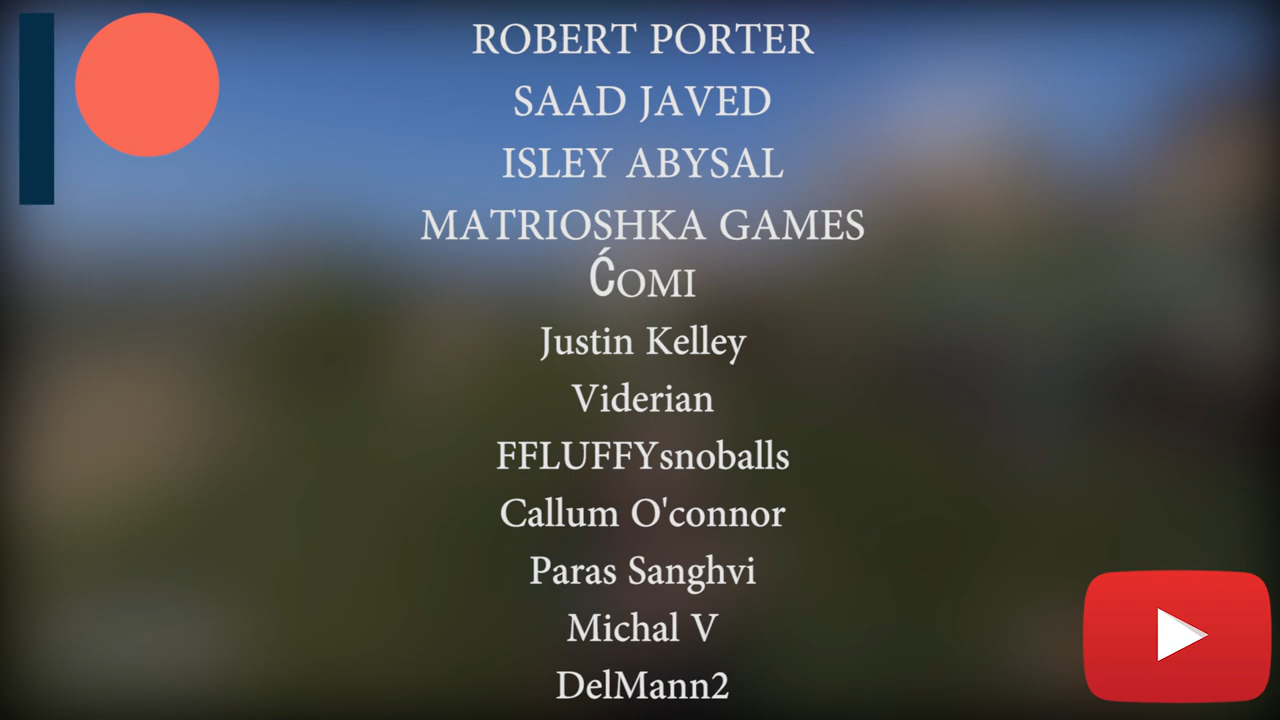 ROBERT PORTER
SAAD JAVED
ISLEY ABYSAL
MATRIOSHKA GAMES
ĆOMI
Justin Kelley
Viderian
FFLUFFYsnoballs
Callum O'connor
Paras Sanghvi
Michal V
DelMann2